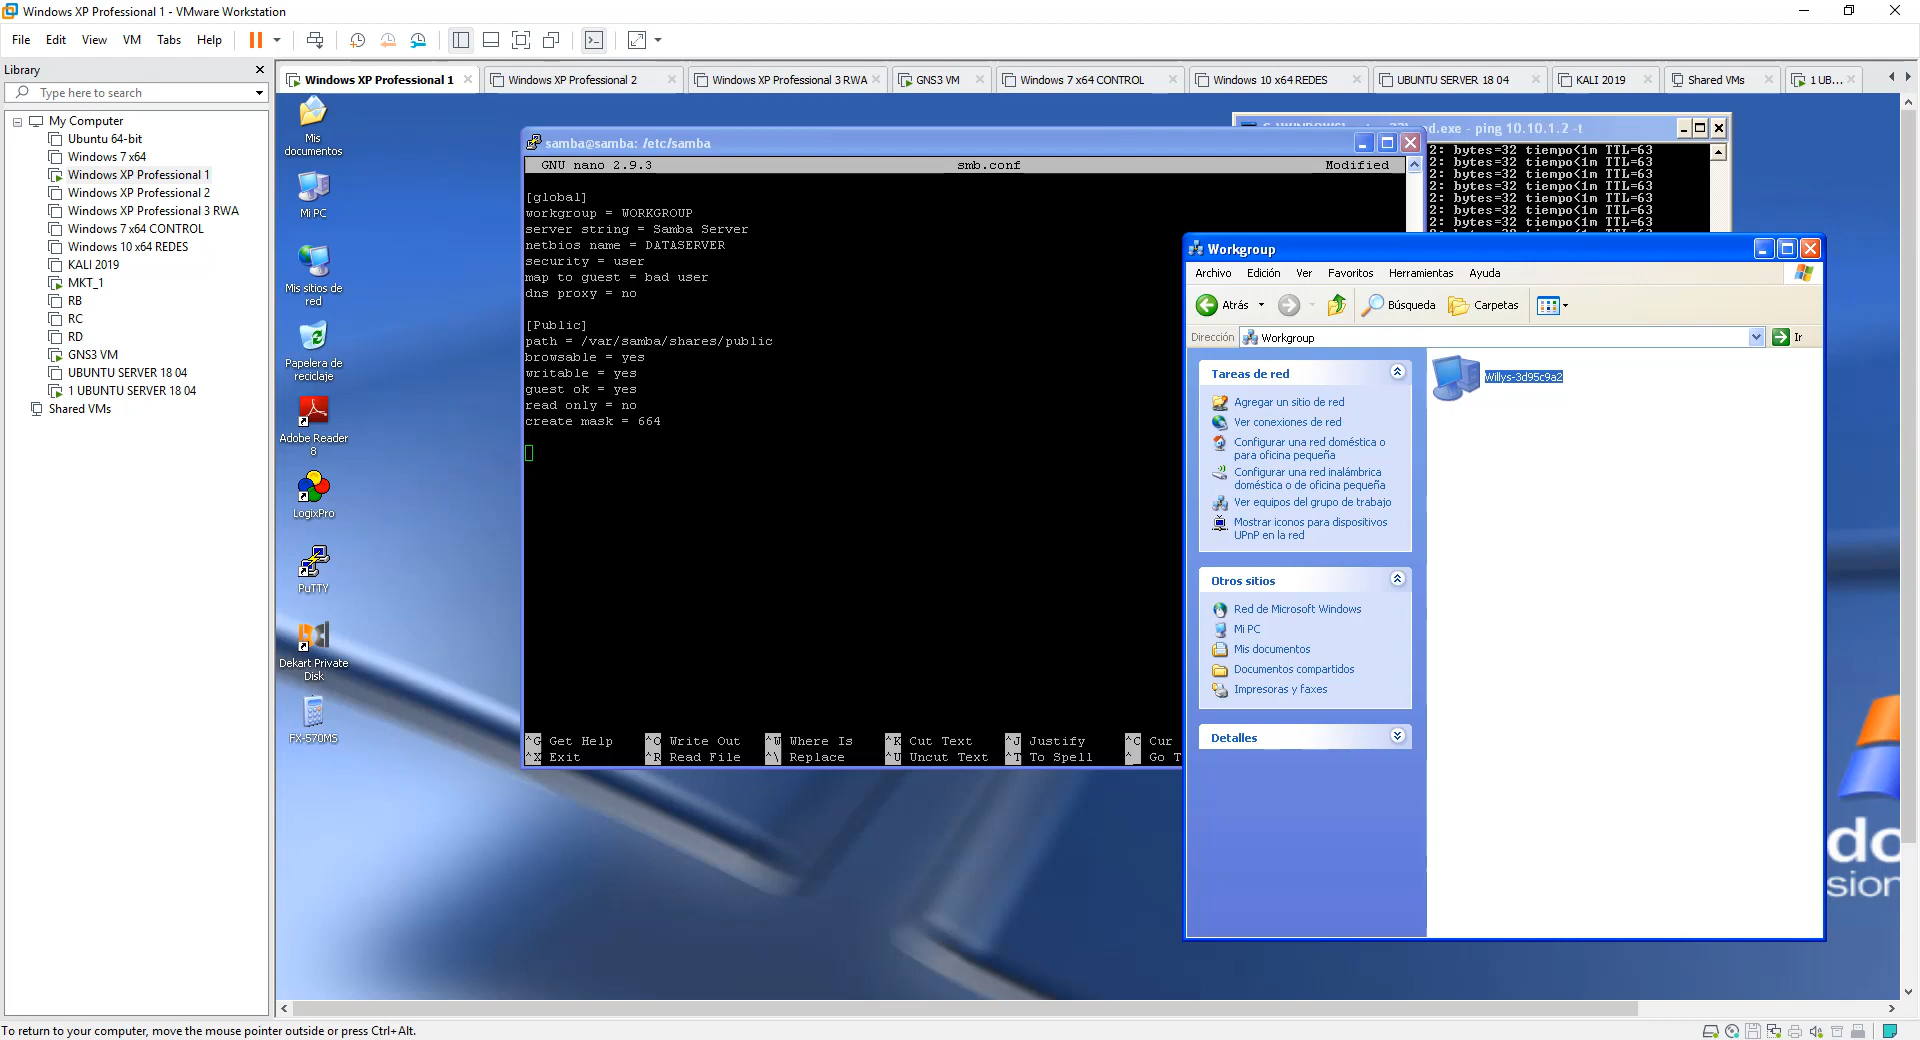 Windows XP Professional 1 - VMware Workstation
File Edit View VM Tabs Help
Library
Type here to search
My Computer
Ubuntu 64-bit
Windows 7 x64
Windows XP Professional 1
Windows XP Professional 2
Windows XP Professional 3 RWA
Windows 7 x64 CONTROL
Windows 10 x64 REDES
KALI 2019
MKT_1
RB
RC
RD
GNS3 VM
UBUNTU SERVER 18 04
1 UBUNTU SERVER 18 04
Shared VMs
Windows XP Professional 1
Windows XP Professional 2
Windows XP Professional 3 RWA
GNS3 VM
Windows 7 x64 CONTROL
Windows 10 x64 REDES
UBUNTU SERVER 18 04
KALI 2019
Shared VMs
1 UB...
Mis documentos
Mi PC
Mis sitios de red
Papelera de reciclaje
Adobe Reader 8
LogixPro
PuTTY
Dekart Private Disk
FX-570MS
samba@samba: /etc/samba
GNU nano 2.9.3 smb.conf Modified
[global]
workgroup = WORKGROUP
server string = Samba Server
netbios name = DATASERVER
security = user
map to guest = bad user
dns proxy = no
[Public]
path = /var/samba/shares/public
browsable = yes
writable = yes
guest ok = yes
read only = no
create mask = 664
^G Get Help ^O Write Out ^W Where Is ^K Cut Text ^J Justify ^C Cur
^X Exit ^R Read File ^\ Replace ^U Uncut Text ^T To Spell ^_ Go T
d.exe - ping 10.10.1.2 -t
2: bytes=32 tiempo<1m TTL=63
2: bytes=32 tiempo<1m TTL=63
2: bytes=32 tiempo<1m TTL=63
2: bytes=32 tiempo<1m TTL=63
2: bytes=32 tiempo<1m TTL=63
2: bytes=32 tiempo<1m TTL=63
2: bytes=32 tiempo<1m TTL=63
Workgroup
Archivo Edición Ver Favoritos Herramientas Ayuda
Atrás Búsqueda Carpetas
Dirección Workgroup Ir
Tareas de red
Agregar un sitio de red
Ver conexiones de red
Configurar una red doméstica o
para oficina pequeña
Configurar una red inalámbrica
doméstica o de oficina pequeña
Ver equipos del grupo de trabajo
Mostrar iconos para dispositivos
UPnP en la red
Otros sitios
Red de Microsoft Windows
Mi PC
Mis documentos
Documentos compartidos
Impresoras y faxes
Detalles
Willys-3d95c9a2
do
sion
To return to your computer, move the mouse pointer outside or press Ctrl+Alt.